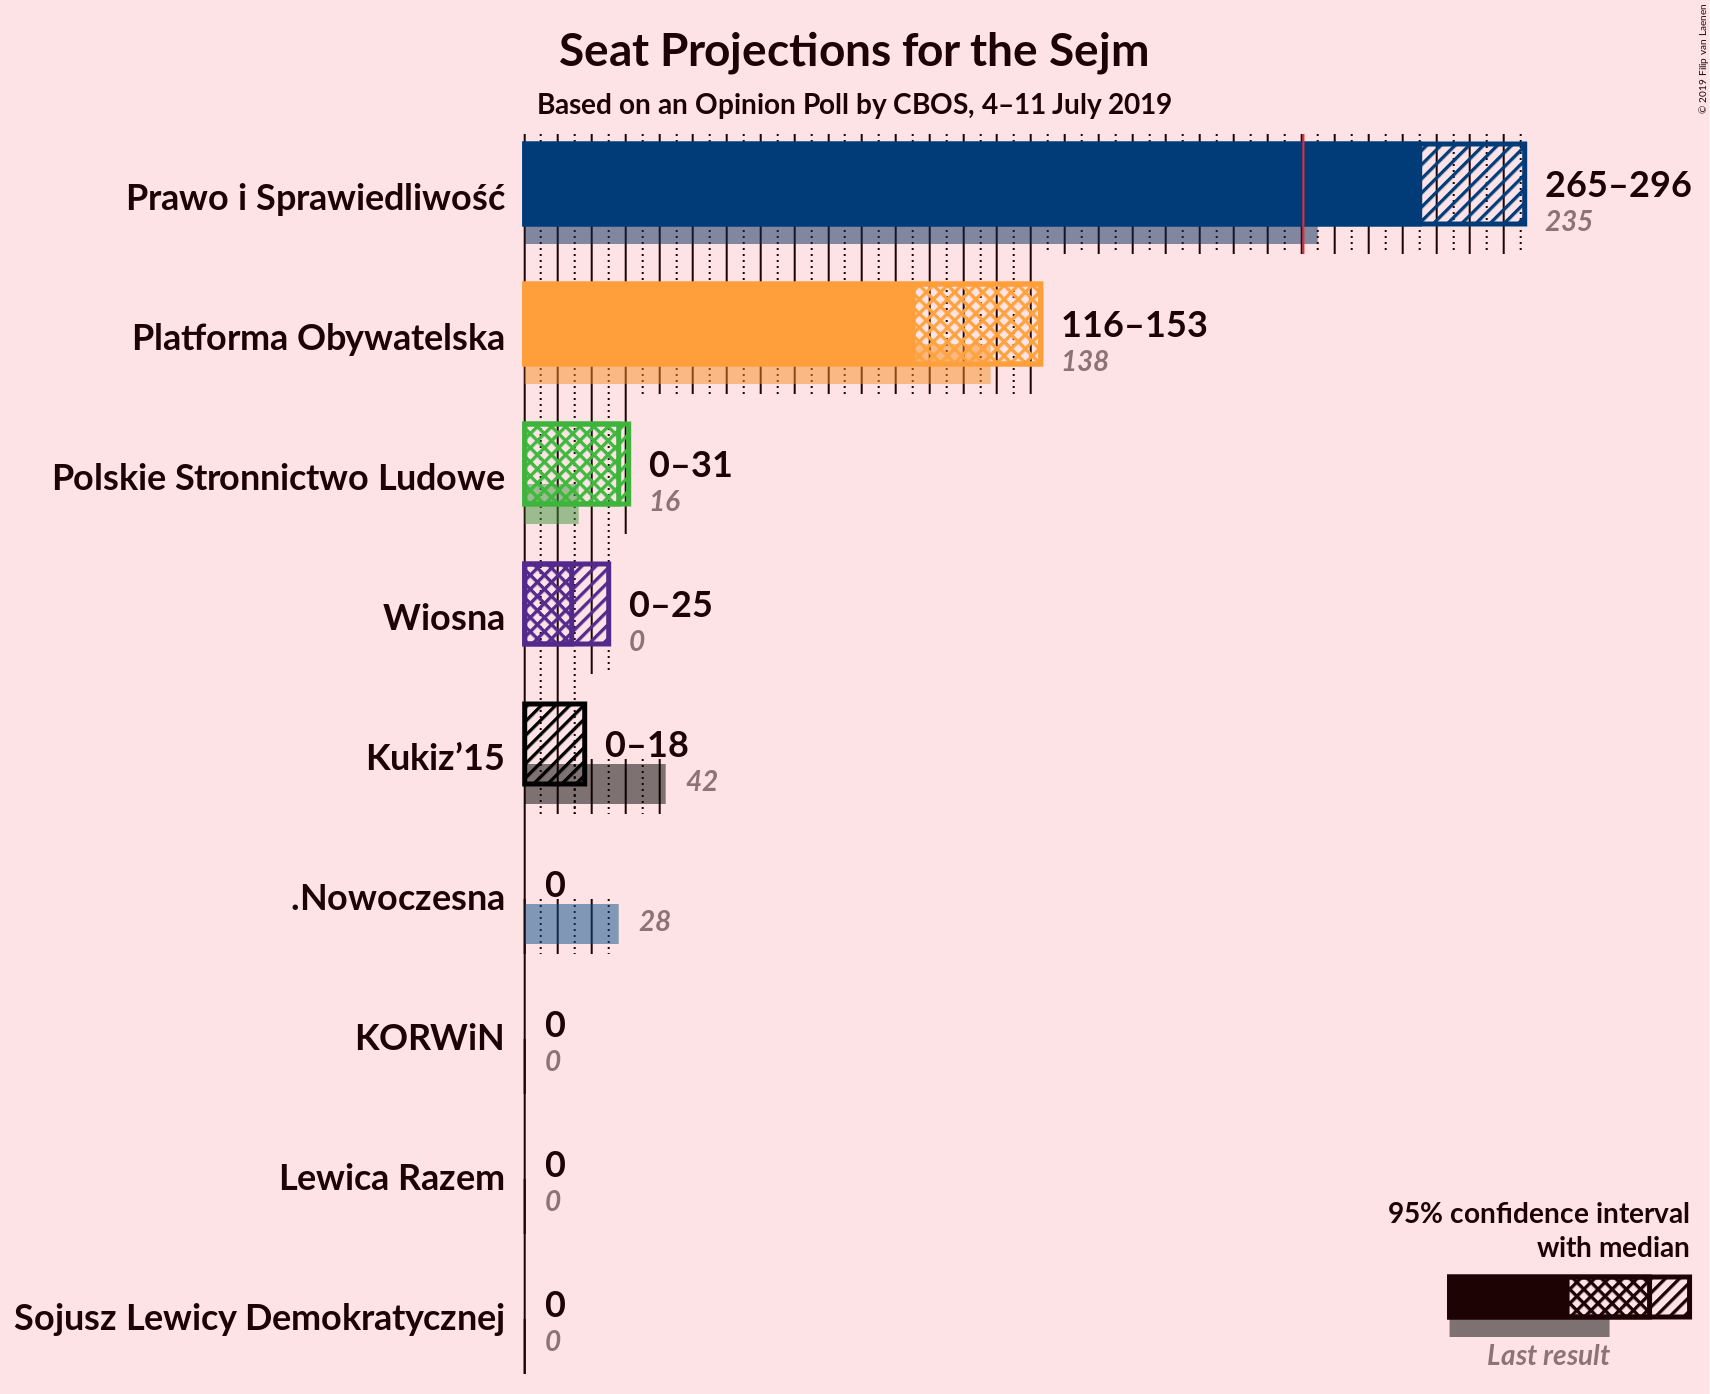 Seat Projections for the Sejm
Based on an Opinion Poll by CBOS, 4–11 July 2019
© 2019 Filip van Laenen
Prawo i Sprawiedliwość
265–296
235
Platforma Obywatelska
116–153
138
Polskie Stronnictwo Ludowe
0–31
16
Wiosna
0–25
0
Kukiz’15
0–18
42
.Nowoczesna
0
28
KORWiN
0
0
Lewica Razem
0
0
Sojusz Lewicy Demokratycznej
0
0
95% confidence interval
with median
Last result